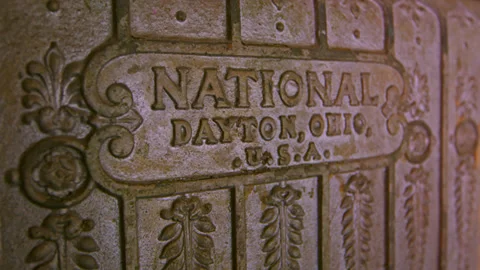 NATIONAL
DAYTON, OHIO,
.U.S.A.